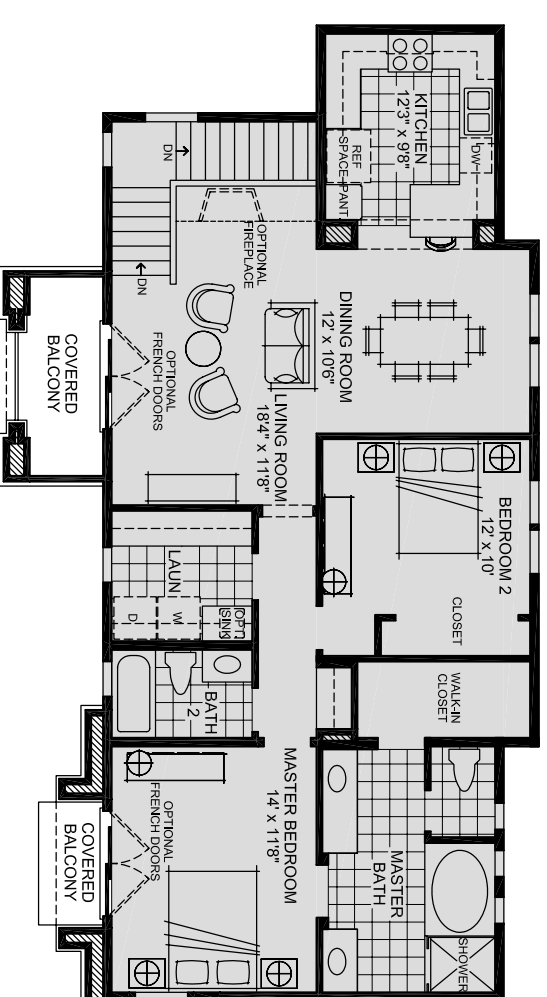 KITCHEN
12'3" x 9'8"
DW
REF
SPACE
PANT
DN
DN
OPTIONAL
FIREPLACE
DINING ROOM
12' x 10'6"
LIVING ROOM
18'4" x 11'8"
OPTIONAL
FRENCH DOORS
COVERED
BALCONY
BEDROOM 2
12' x 10'
CLOSET
LAUN
W
D
OPT
SINK
WALK-IN
CLOSET
BATH
2
MASTER BEDROOM
14' x 11'8"
OPTIONAL
FRENCH DOORS
COVERED
BALCONY
MASTER
BATH
SHOWER